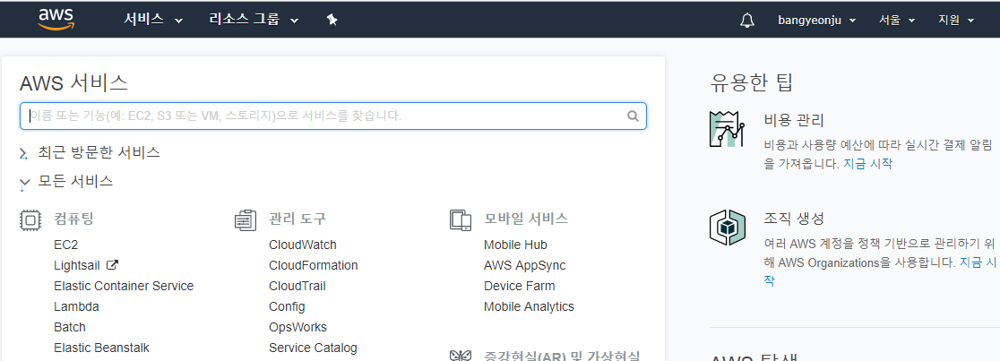 aws 서비스 리소스 그룹 bangyeonju 서울 지원
AWS 서비스
이름 또는 기능(예: EC2, S3 또는 VM, 스토리지)으로 서비스를 찾습니다.
최근 방문한 서비스
모든 서비스
컴퓨팅
EC2
Lightsail
Elastic Container Service
Lambda
Batch
Elastic Beanstalk
관리 도구
CloudWatch
CloudFormation
CloudTrail
Config
OpsWorks
Service Catalog
모바일 서비스
Mobile Hub
AWS AppSync
Device Farm
Mobile Analytics
증강현실(AR) 및 가상현실
유용한 팁
비용 관리
비용과 사용량 예산에 따라 실시간 결제 알림
을 가져옵니다. 지금 시작
조직 생성
여러 AWS 계정을 정책 기반으로 관리하기 위
해 AWS Organizations을 사용합니다. 지금 시
작
AWS 탐색